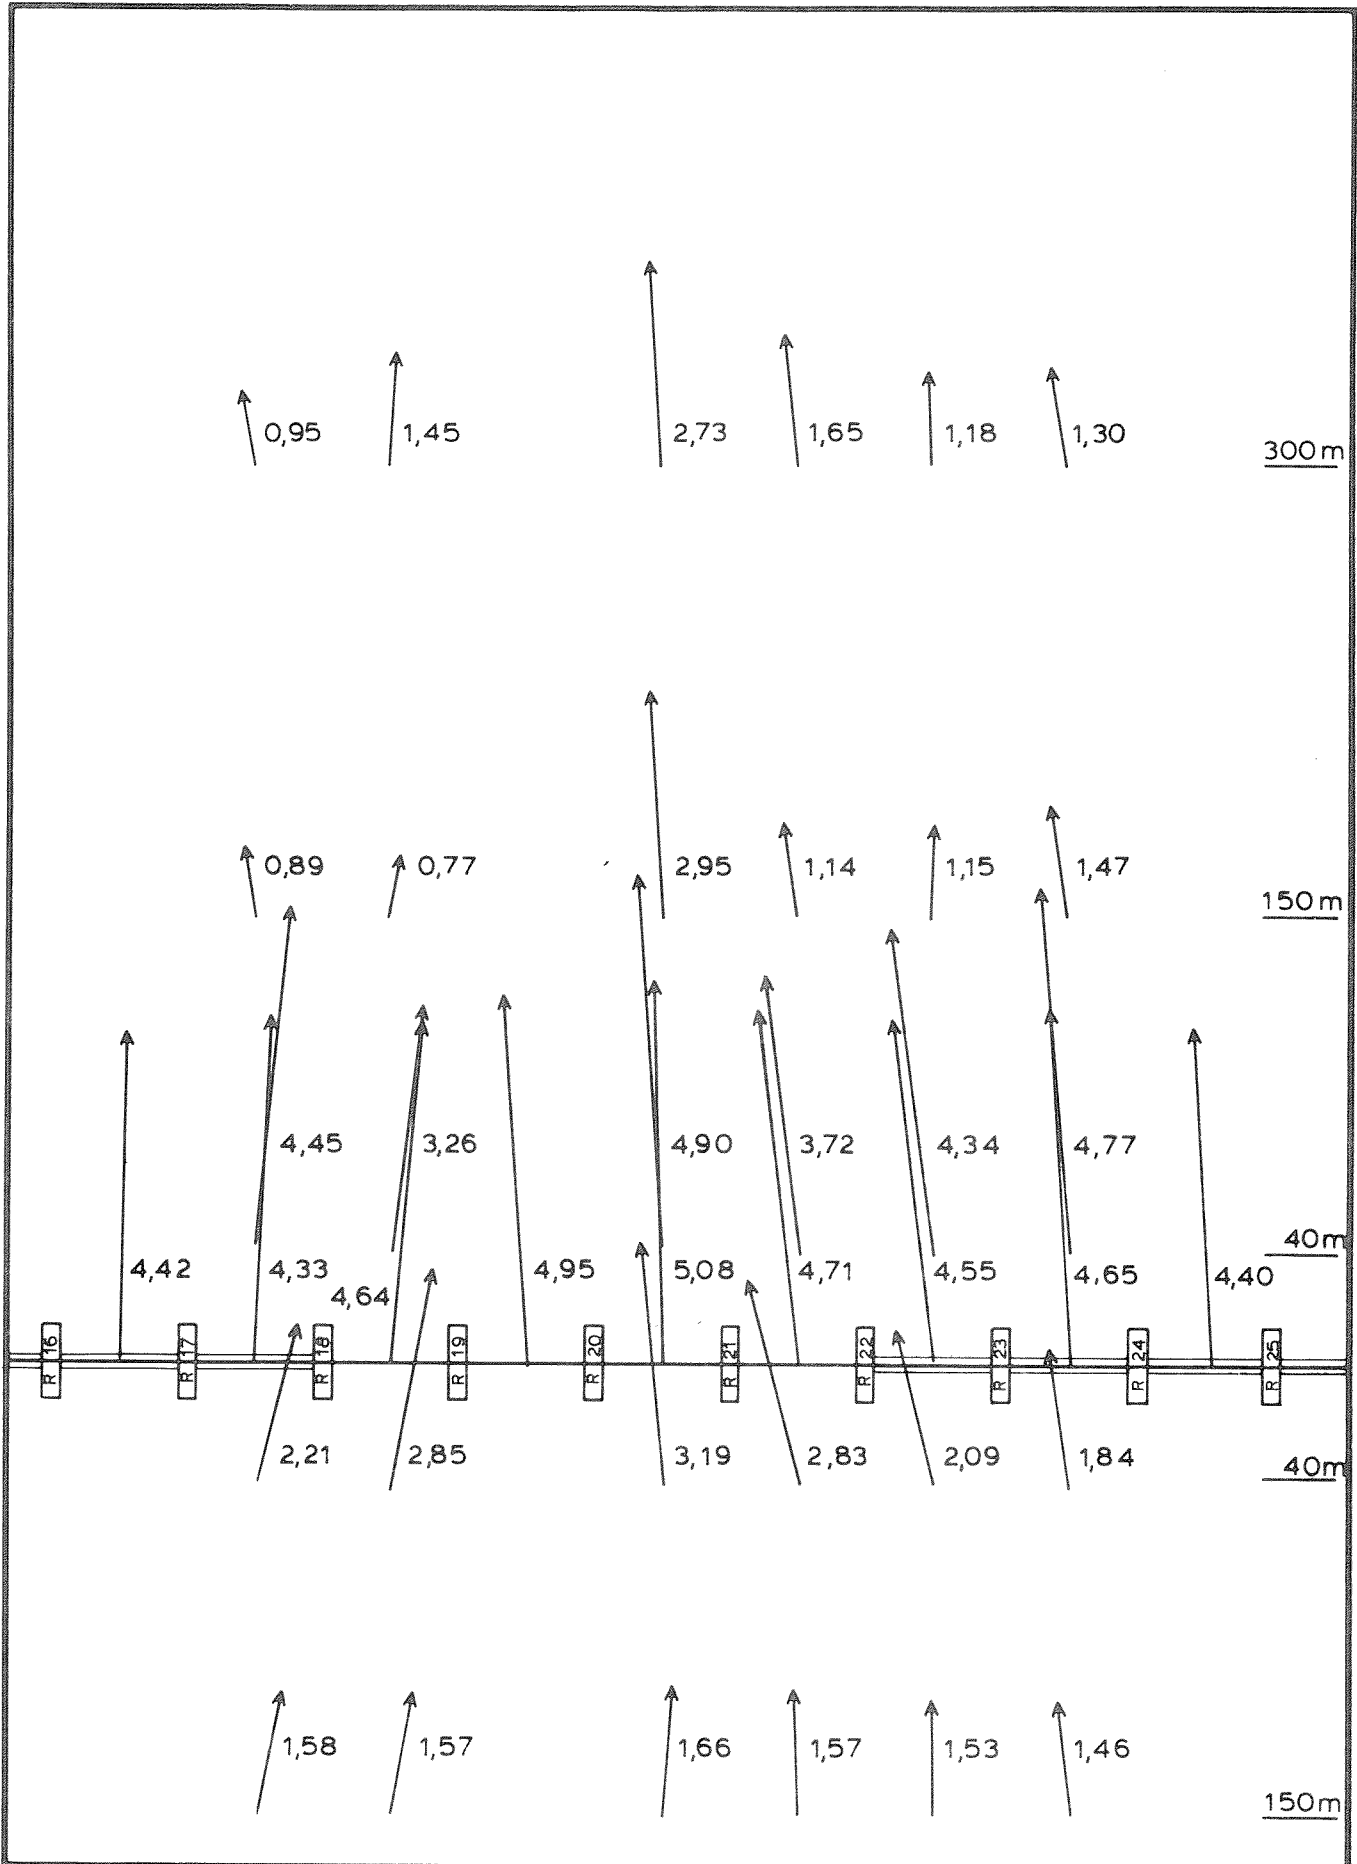 0,95 1,45 2,73 1,65 1,18 1,30
300 m
0,89 0,77 2,95 1,14 1,15 1,47
150 m
4,45 3,26 4,90 3,72 4,34 4,77
40m
4,42 4,33 4,64 4,95 5,08 4,71 4,55 4,65 4,40
R 16 R 17 R 18 R 19 R 20 R 21 R 22 R 23 R 24 R 25
2,21 2,85 3,19 2,83 2,09 1,84
40m
1,58 1,57 1,66 1,57 1,53 1,46
150 m